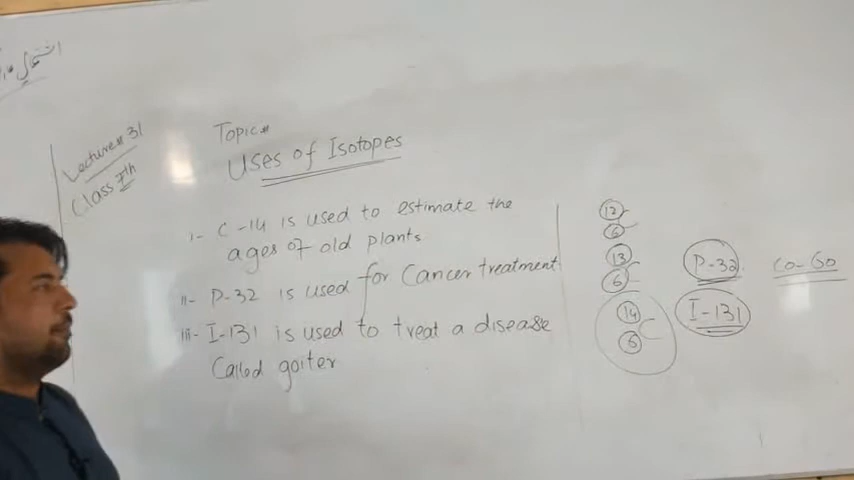 Lecture# 31
Class 7th
Topic#
Uses of Isotopes
i- C-14 is used to estimate the
ages of old plants
ii- P-32 is used for Cancer treatment
iii- I-131 is used to treat a disease
Called goiter
12
6
13
6
14
6 C
P-32
I-131
Co-60